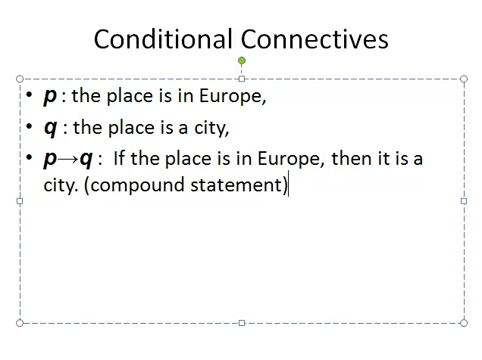 Conditional Connectives
• p : the place is in Europe,
• q : the place is a city,
• p→q : If the place is in Europe, then it is a
city. (compound statement)